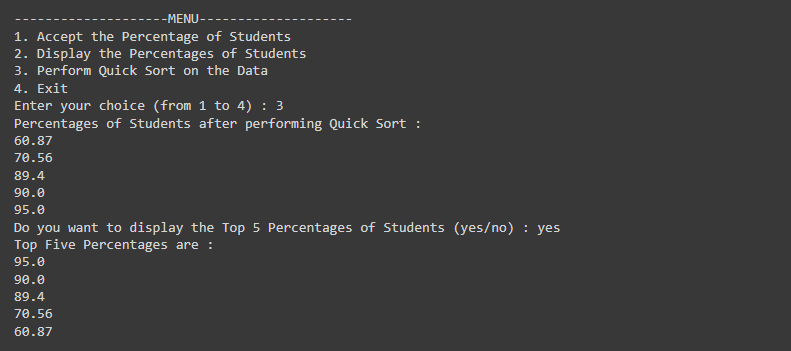 --------------------MENU--------------------
1. Accept the Percentage of Students
2. Display the Percentages of Students
3. Perform Quick Sort on the Data
4. Exit
Enter your choice (from 1 to 4) : 3
Percentages of Students after performing Quick Sort :
60.87
70.56
89.4
90.0
95.0
Do you want to display the Top 5 Percentages of Students (yes/no) : yes
Top Five Percentages are :
95.0
90.0
89.4
70.56
60.87